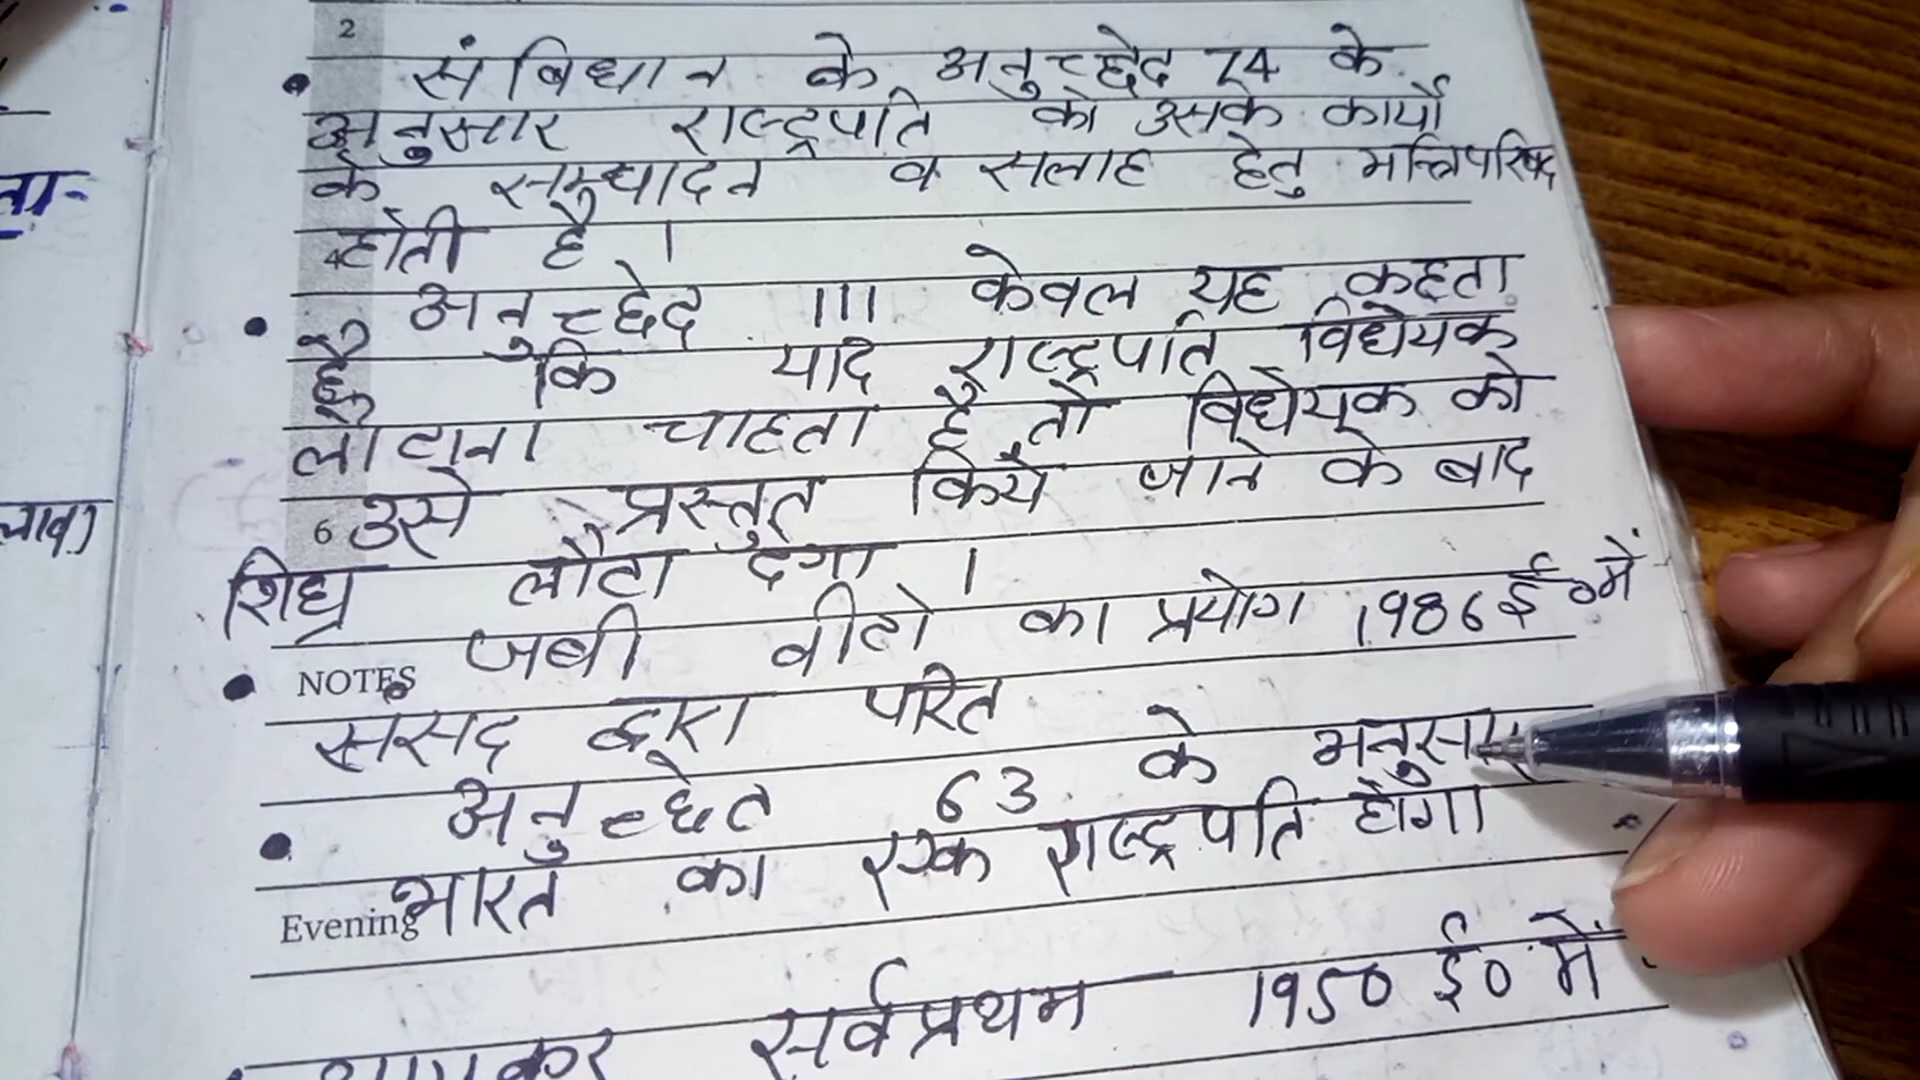 2
संबिधान के अनुच्छेद 74 के
अनुसार राष्ट्रपति को उसके कार्यो
के सम्पादन व सलाह हेतु मन्त्रिपरिषद
4 होती है ।
अनुच्छेद 111 केवल यह कहता
है कि यदि राष्ट्रपति विधेयक
लौटाना चाहता है, तो विधेयक को
6 उसे प्रस्तुत किये जाने के बाद
शिघ्र लौटा देगा ।
NOTES जबी वीटो का प्रयोग 1986 ई० में
संसद द्वारा परित
अनुच्छेत 63 के अनुसार
Evening भारत का एक राष्ट्रपति होगा
सर्वप्रथम 1950 ई० में
ता-